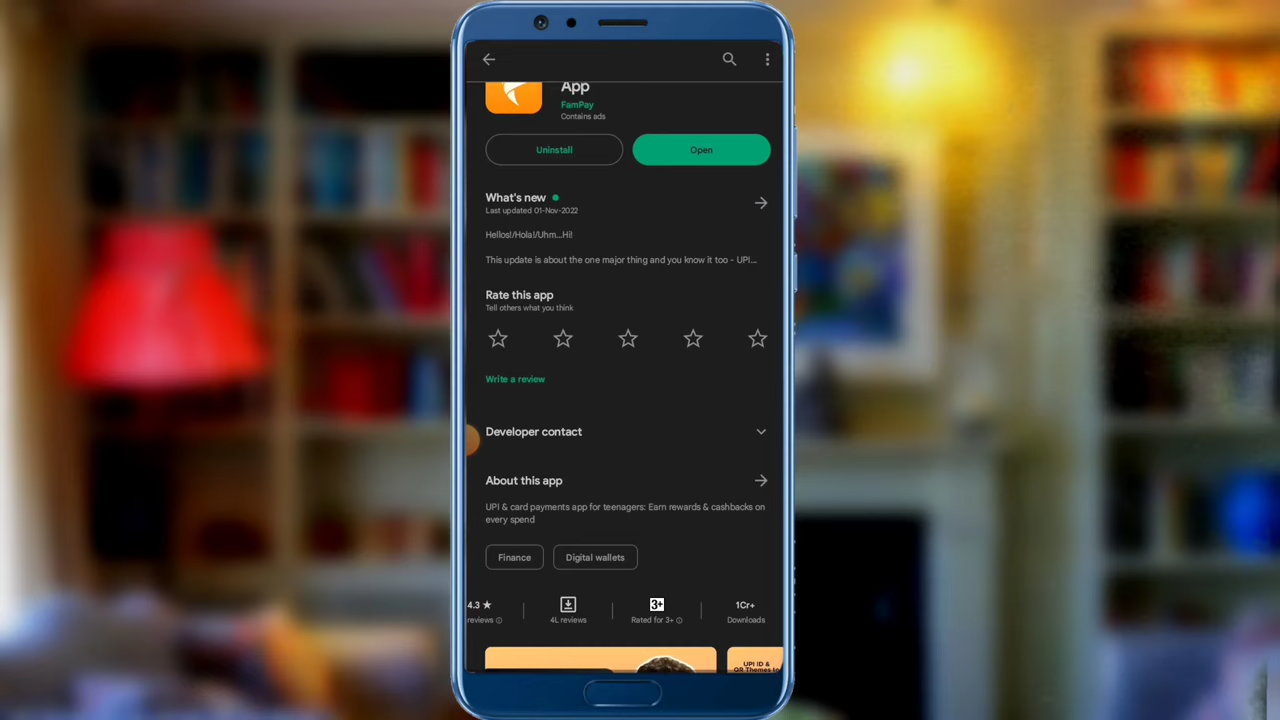 App
FamPay
Contains ads
Uninstall
Open
What's new
Last updated 01-Nov-2022
Hellos!/Hola!/Uhm...Hi!
This update is about the one major thing and you know it too - UPI...
Rate this app
Tell others what you think
Write a review
Developer contact
About this app
UPI & card payments app for teenagers: Earn rewards & cashbacks on
every spend
Finance
Digital wallets
4.3 ★
reviews
4L reviews
3+
Rated for 3+
1Cr+
Downloads
UPI ID &
QR Themes to